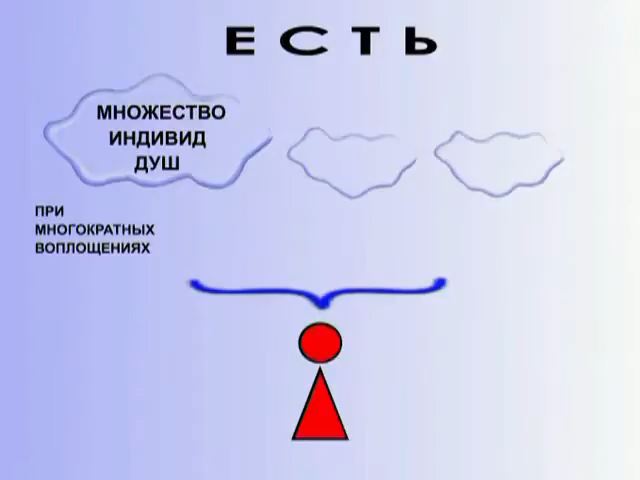 ЕСТЬ
МНОЖЕСТВО
ИНДИВИД
ДУШ
ПРИ
МНОГОКРАТНЫХ
ВОПЛОЩЕНИЯХ